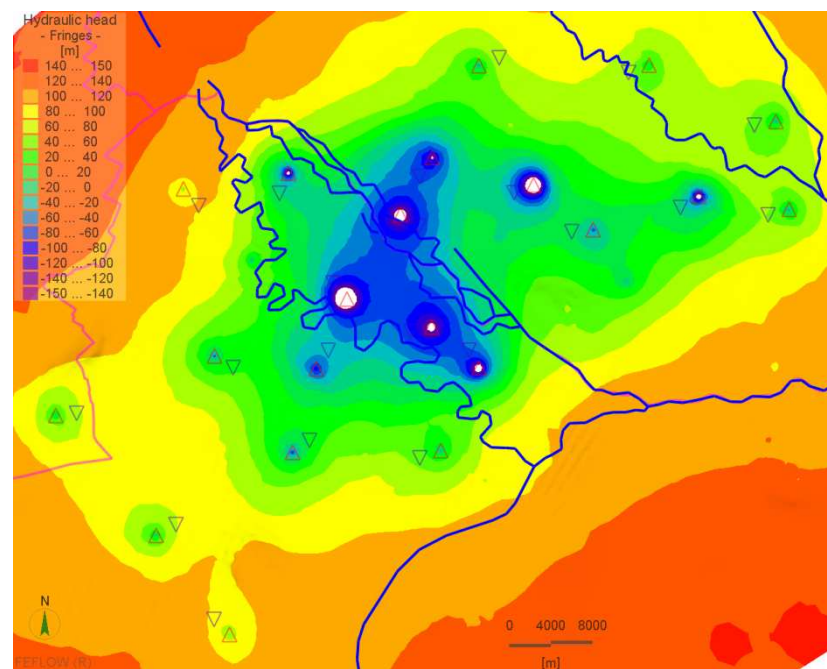 Hydraulic head
- Fringes -
[m]
140 ... 150
120 ... 140
100 ... 120
80 ... 100
60 ... 80
40 ... 60
20 ... 40
0 ... 20
-20 ... 0
-40 ... -20
-60 ... -40
-80 ... -60
-100 ... -80
-120 ... -100
-140 ... -120
-150 ... -140
N
0 4000 8000
[m]
FEFLOW (R)